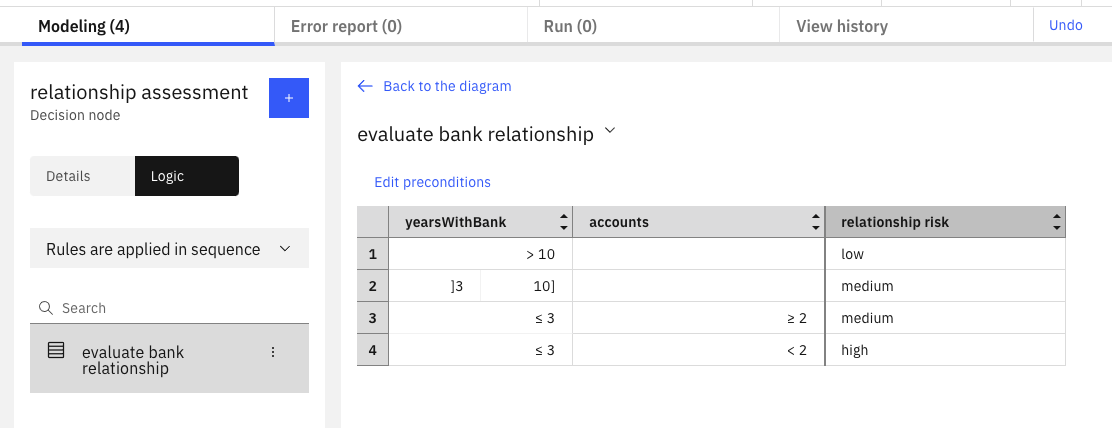 Modeling (4) Error report (0) Run (0) View history Undo
relationship assessment +
Decision node
Details Logic
Rules are applied in sequence
Search
evaluate bank
relationship
← Back to the diagram
evaluate bank relationship
Edit preconditions
yearsWithBank accounts relationship risk
1 > 10 low
2 ]3 10] medium
3 ≤ 3 ≥ 2 medium
4 ≤ 3 < 2 high